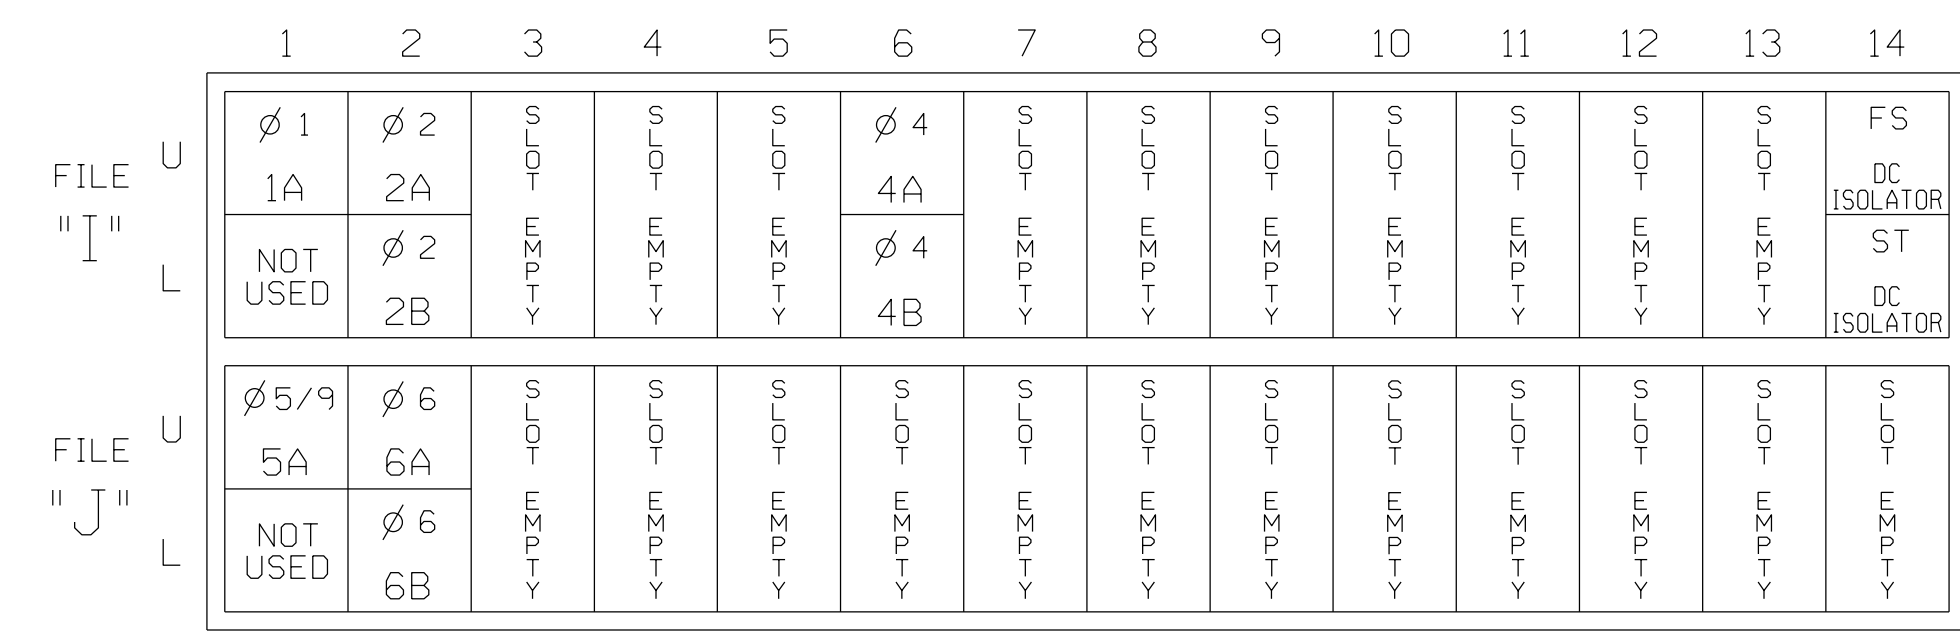 1 2 3 4 5 6 7 8 9 10 11 12 13 14
FILE "I"
U
L
Ø 1
1A
NOT USED
Ø 2
2A
Ø 2
2B
SLOT EMPTY
SLOT EMPTY
SLOT EMPTY
Ø 4
4A
Ø 4
4B
SLOT EMPTY
SLOT EMPTY
SLOT EMPTY
SLOT EMPTY
SLOT EMPTY
SLOT EMPTY
SLOT EMPTY
FS
DC
ISOLATOR
ST
DC
ISOLATOR
FILE "J"
U
L
Ø 5/9
5A
NOT USED
Ø 6
6A
Ø 6
6B
SLOT EMPTY
SLOT EMPTY
SLOT EMPTY
SLOT EMPTY
SLOT EMPTY
SLOT EMPTY
SLOT EMPTY
SLOT EMPTY
SLOT EMPTY
SLOT EMPTY
SLOT EMPTY
SLOT EMPTY